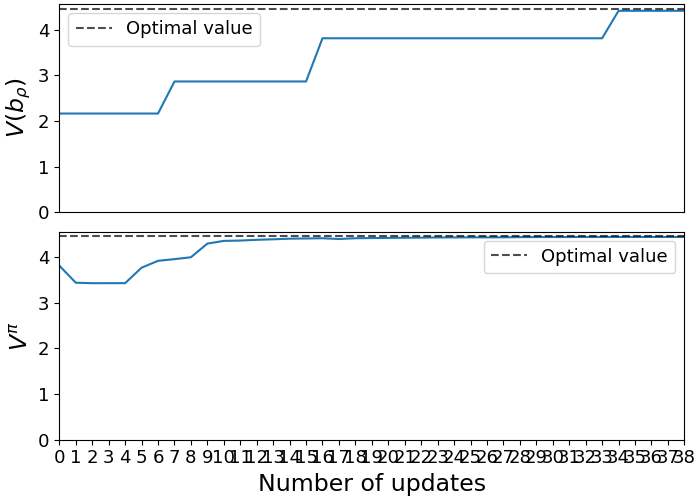 4
3
2
1
0
V(b_ρ)
Optimal value
4
3
2
1
0
V^π
Optimal value
0 1 2 3 4 5 6 7 8 9 10 11 12 13 14 15 16 17 18 19 20 21 22 23 24 25 26 27 28 29 30 31 32 33 34 35 36 37 38
Number of updates